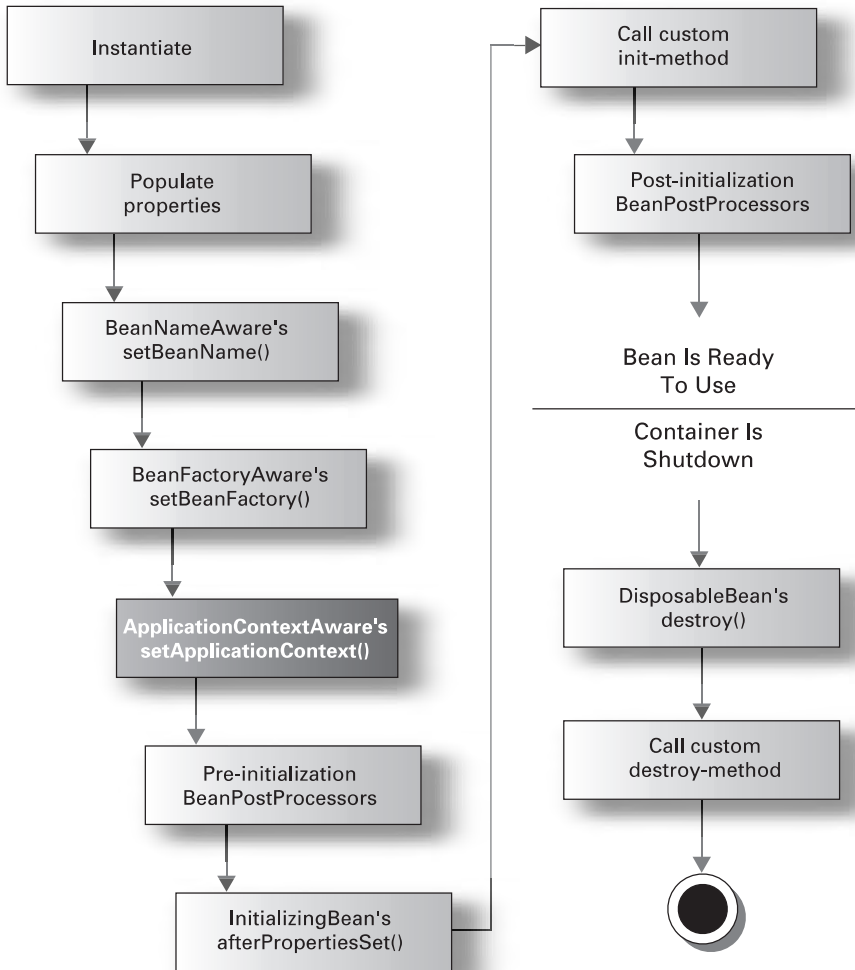 Instantiate
Populate
properties
BeanNameAware's
setBeanName()
BeanFactoryAware's
setBeanFactory()
ApplicationContextAware's
setApplicationContext()
Pre-initialization
BeanPostProcessors
InitializingBean's
afterPropertiesSet()
Call custom
init-method
Post-initialization
BeanPostProcessors
Bean Is Ready
To Use
Container Is
Shutdown
DisposableBean's
destroy()
Call custom
destroy-method